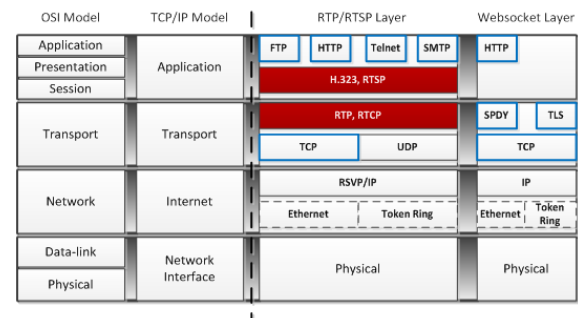 OSI Model TCP/IP Model RTP/RTSP Layer Websocket Layer
Application
Presentation
Session
Application
FTP HTTP Telnet SMTP
H.323, RTSP
HTTP
Transport
Transport
RTP, RTCP
TCP UDP
SPDY TLS
TCP
Network
Internet
RSVP/IP
Ethernet Token Ring
IP
Ethernet Token
Ring
Data-link
Physical
Network
Interface
Physical
Physical